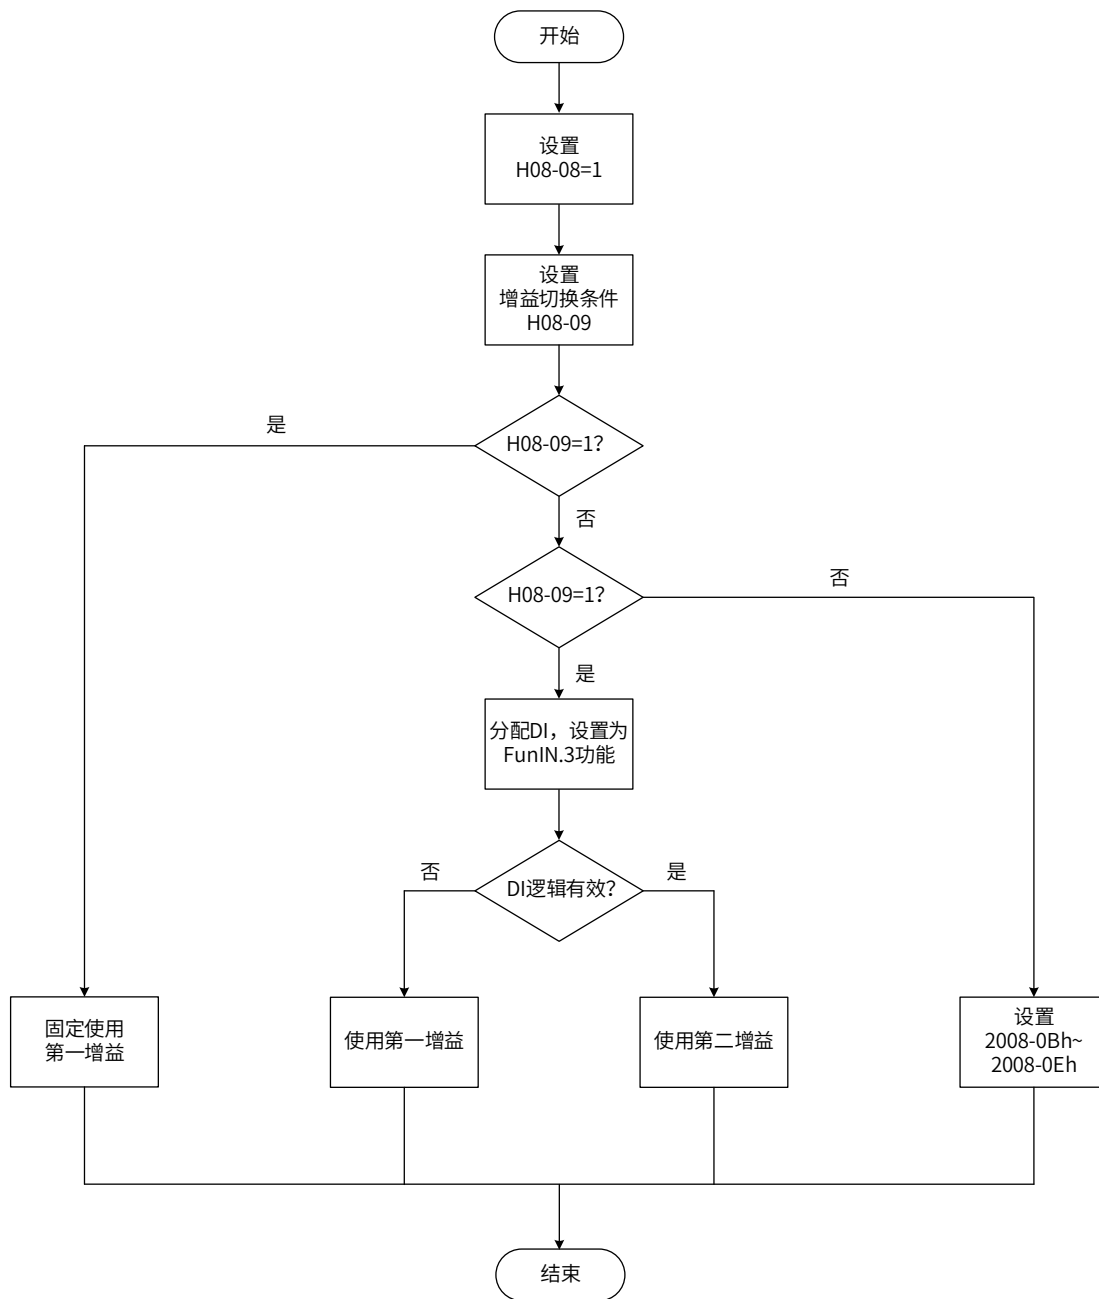 开始
设置
H08-08=1
设置
增益切换条件
H08-09
是
H08-09=1?
否
H08-09=1?
否
是
分配DI，设置为
FunIN.3功能
否
DI逻辑有效?
是
固定使用
第一增益
使用第一增益
使用第二增益
设置
2008-0Bh~
2008-0Eh
结束